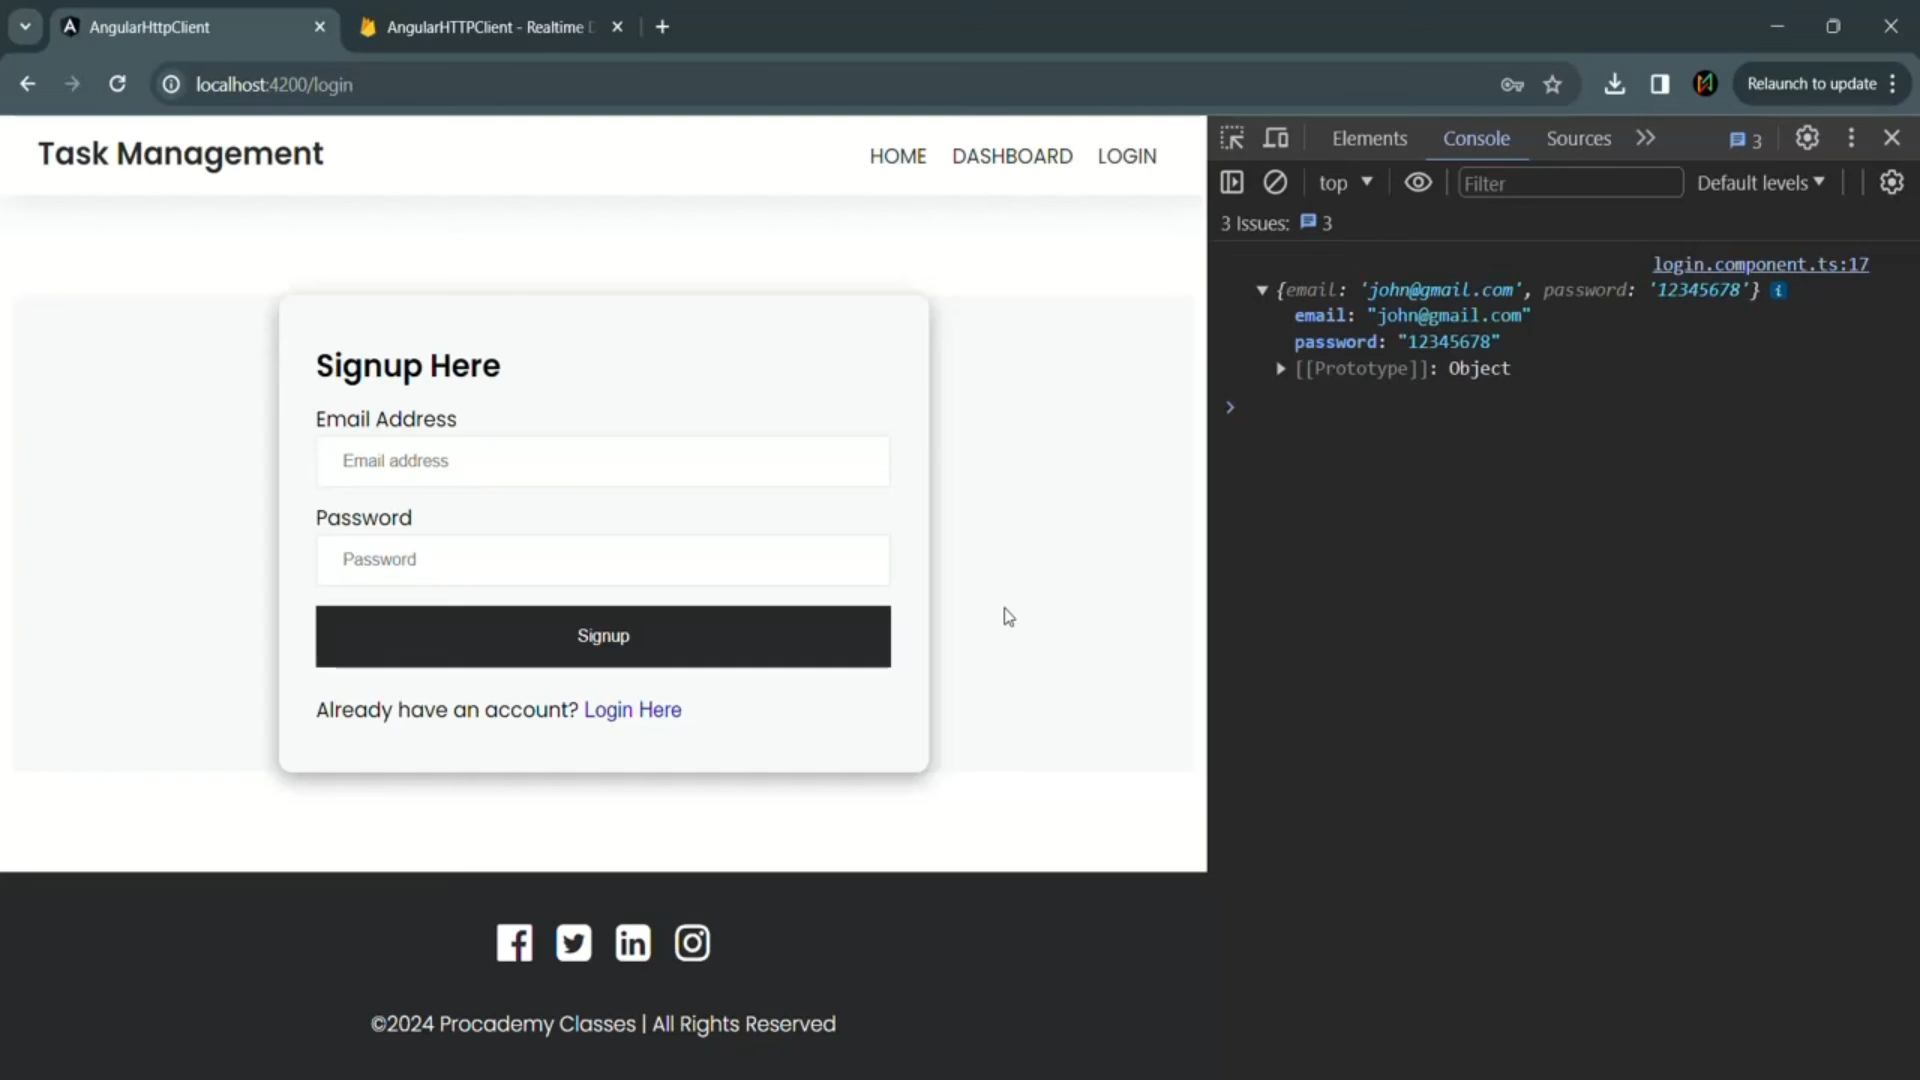 AngularHttpClient
AngularHTTPClient - Realtime
localhost:4200/login
Relaunch to update
Task Management
HOME DASHBOARD LOGIN
Signup Here
Email Address
Email address
Password
Password
Signup
Already have an account? Login Here
©2024 Procademy Classes | All Rights Reserved
Elements Console Sources 3
top Filter Default levels
3 Issues: 3
login.component.ts:17
{email: 'john@gmail.com', password: '12345678'}
email: "john@gmail.com"
password: "12345678"
[[Prototype]]: Object